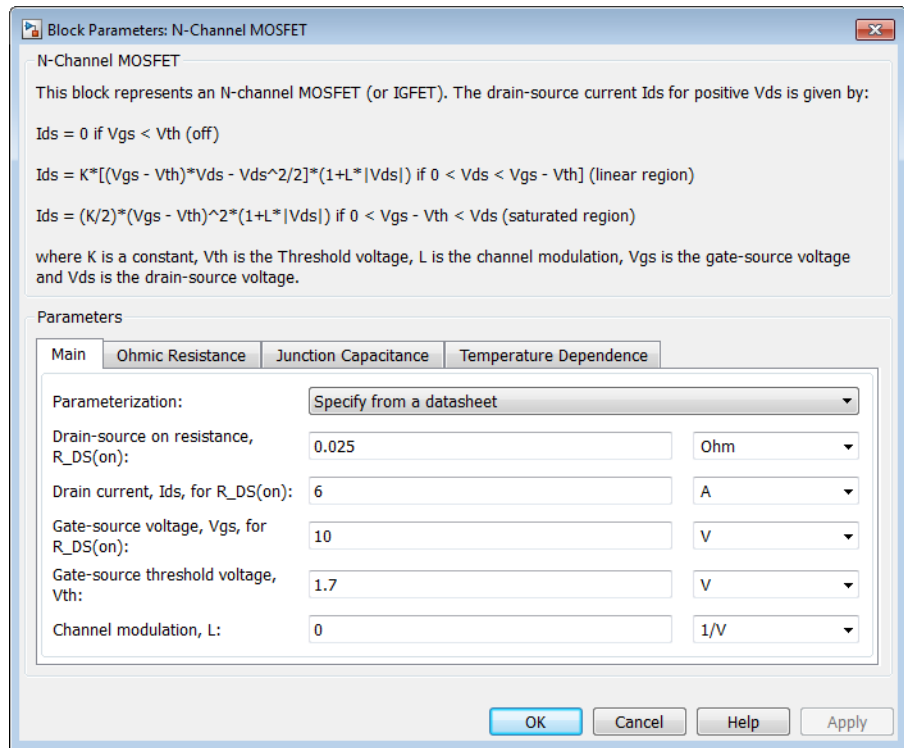 Block Parameters: N-Channel MOSFET
N-Channel MOSFET
This block represents an N-channel MOSFET (or IGFET). The drain-source current Ids for positive Vds is given by:
Ids = 0 if Vgs < Vth (off)
Ids = K*[(Vgs - Vth)*Vds - Vds^2/2]*(1+L*|Vds|) if 0 < Vds < Vgs - Vth] (linear region)
Ids = (K/2)*(Vgs - Vth)^2*(1+L*|Vds|) if 0 < Vgs - Vth < Vds (saturated region)
where K is a constant, Vth is the Threshold voltage, L is the channel modulation, Vgs is the gate-source voltage
and Vds is the drain-source voltage.
Parameters
Main Ohmic Resistance Junction Capacitance Temperature Dependence
Parameterization: Specify from a datasheet
Drain-source on resistance,
R_DS(on): 0.025 Ohm
Drain current, Ids, for R_DS(on): 6 A
Gate-source voltage, Vgs, for
R_DS(on): 10 V
Gate-source threshold voltage,
Vth: 1.7 V
Channel modulation, L: 0 1/V
OK Cancel Help Apply